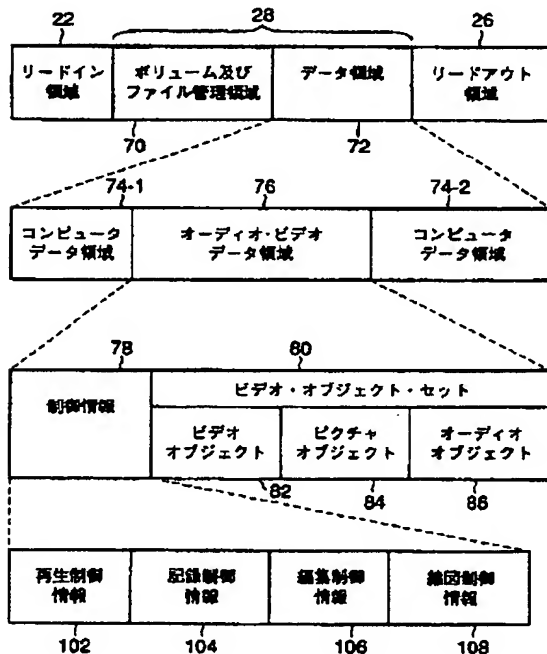 22
28
26
リードイン
領域
ボリューム及び
ファイル管理領域
データ領域
リードアウト
領域
70
72
74-1
76
74-2
コンピュータ
データ領域
オーディオ・ビデオ
データ領域
コンピュータ
データ領域
78
80
制御情報
ビデオ・オブジェクト・セット
ビデオ
オブジェクト
ピクチャ
オブジェクト
オーディオ
オブジェクト
82
84
86
再生制御
情報
記録制御
情報
編集制御
情報
縮図制御
情報
102
104
106
108